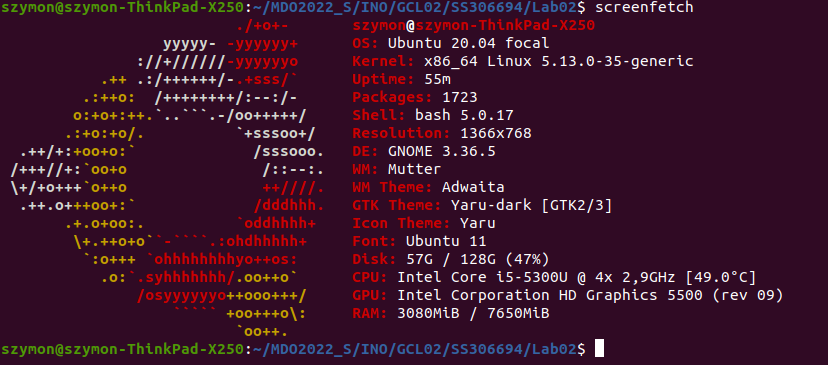 szymon@szymon-ThinkPad-X250:~/MDO2022_S/INO/GCL02/SS306694/Lab02$ screenfetch
./+o+- szymon@szymon-ThinkPad-X250
yyyyy- -yyyyyy+ OS: Ubuntu 20.04 focal
://+//////-yyyyyyo Kernel: x86_64 Linux 5.13.0-35-generic
.++ .:/++++++/-.+sss/` Uptime: 55m
.:++o: /++++++++/:--:/- Packages: 1723
o:+o+:++.`..```.-/oo+++++/ Shell: bash 5.0.17
.:+o:+o/. `+sssoo+/ Resolution: 1366x768
.++/+:+oo+o:` /sssooo. DE: GNOME 3.36.5
/+++//+:`oo+o /::--:. WM: Mutter
\+/+o+++`o++o ++////. WM Theme: Adwaita
.++.o+++oo+:` /dddhhh. GTK Theme: Yaru-dark [GTK2/3]
.+.o+oo:. `oddhhhh+ Icon Theme: Yaru
\+.++o+o``-````.:ohdhhhhh+ Font: Ubuntu 11
`:o+++ `ohhhhhhhhyo++os: Disk: 57G / 128G (47%)
.o:`.syhhhhhhh/.oo++o` CPU: Intel Core i5-5300U @ 4x 2,9GHz [49.0°C]
/osyyyyyyo++ooo+++/ GPU: Intel Corporation HD Graphics 5500 (rev 09)
````` +oo+++o\: RAM: 3080MiB / 7650MiB
`oo++.
szymon@szymon-ThinkPad-X250:~/MDO2022_S/INO/GCL02/SS306694/Lab02$